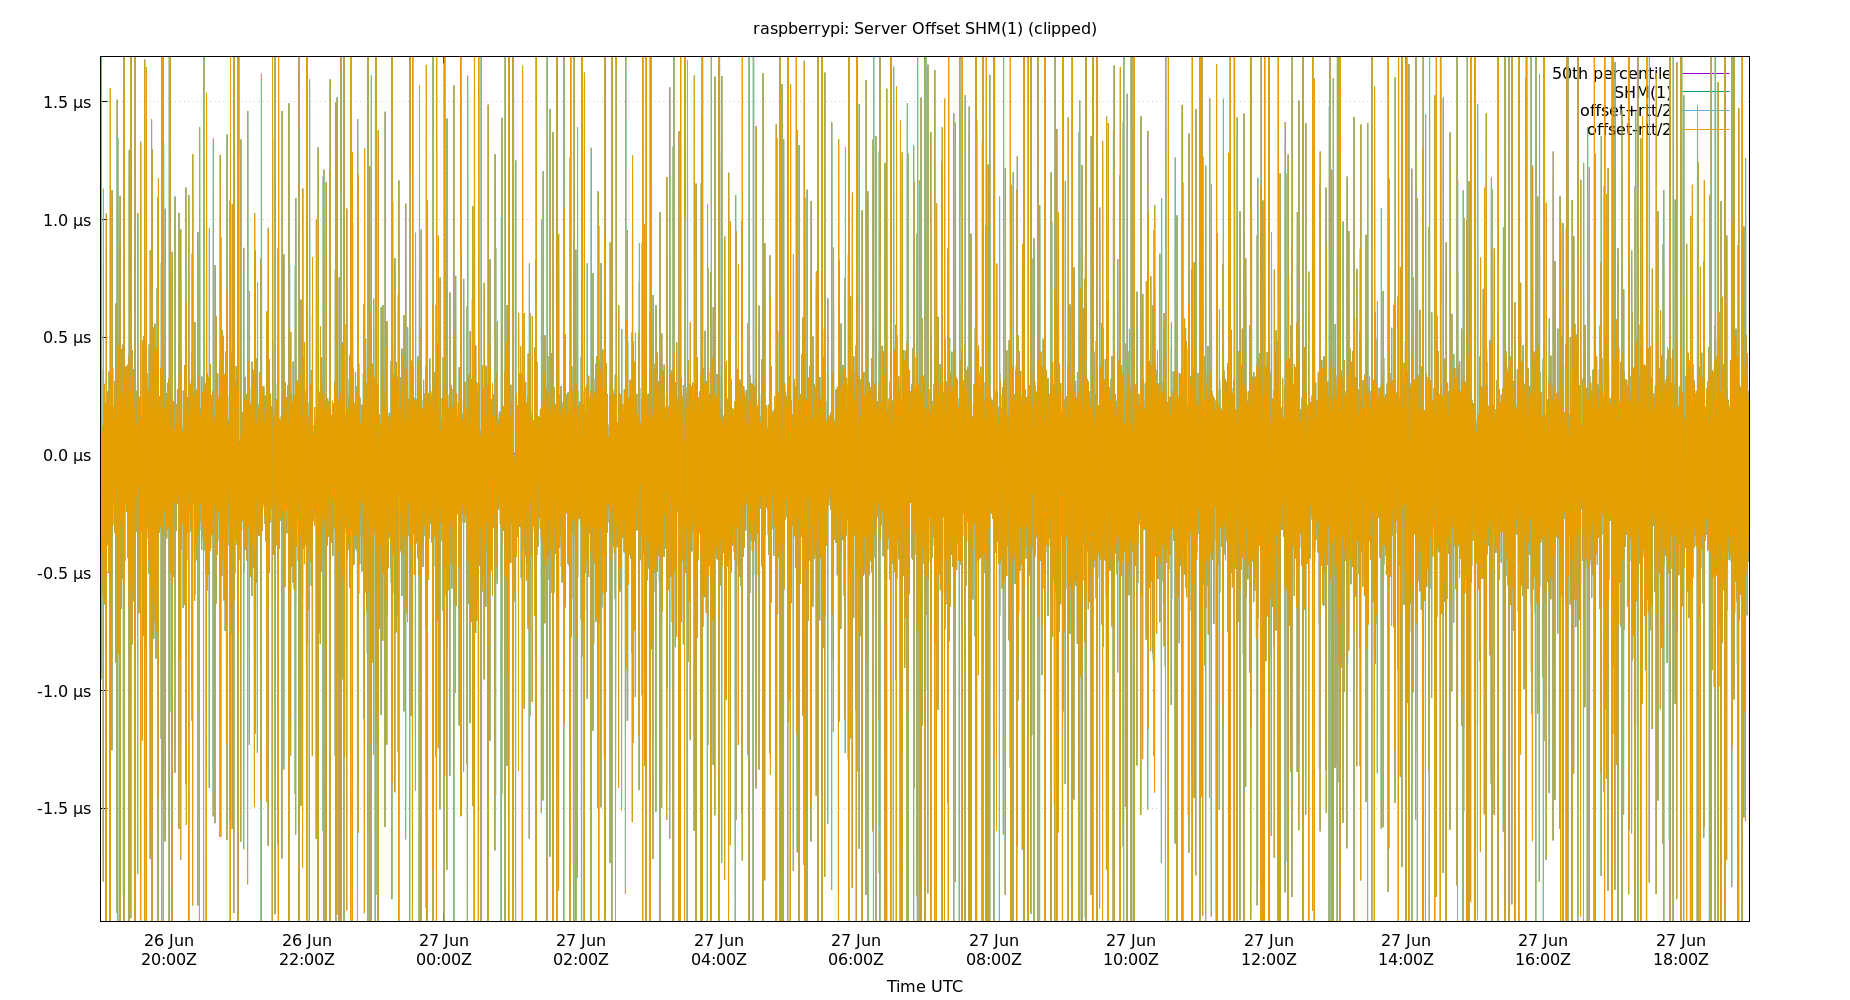 raspberrypi: Server Offset SHM(1) (clipped)
50th percentile
SHM(1)
offset+rtt/2
offset-rtt/2
1.5 µs
1.0 µs
0.5 µs
0.0 µs
-0.5 µs
-1.0 µs
-1.5 µs
26 Jun 26 Jun 27 Jun 27 Jun 27 Jun 27 Jun 27 Jun 27 Jun 27 Jun 27 Jun 27 Jun 27 Jun
20:00Z 22:00Z 00:00Z 02:00Z 04:00Z 06:00Z 08:00Z 10:00Z 12:00Z 14:00Z 16:00Z 18:00Z
Time UTC